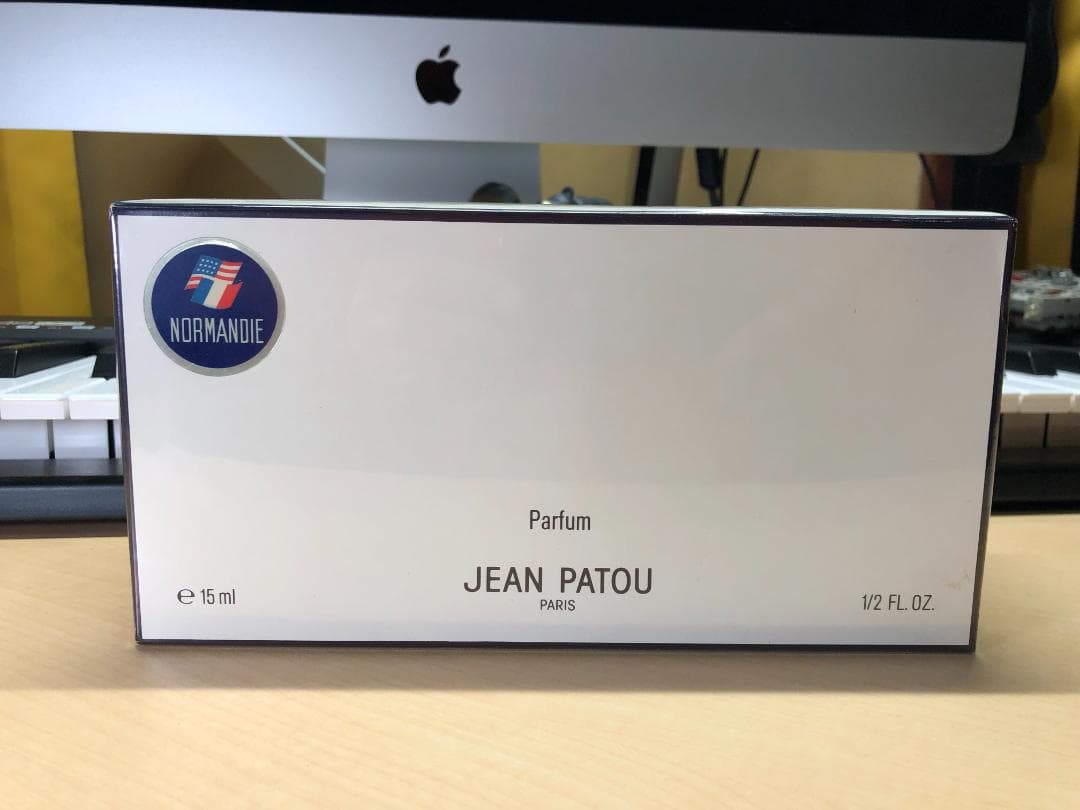 NORMANDIE
Parfum
JEAN PATOU
PARIS
℮ 15 ml
1/2 FL. OZ.